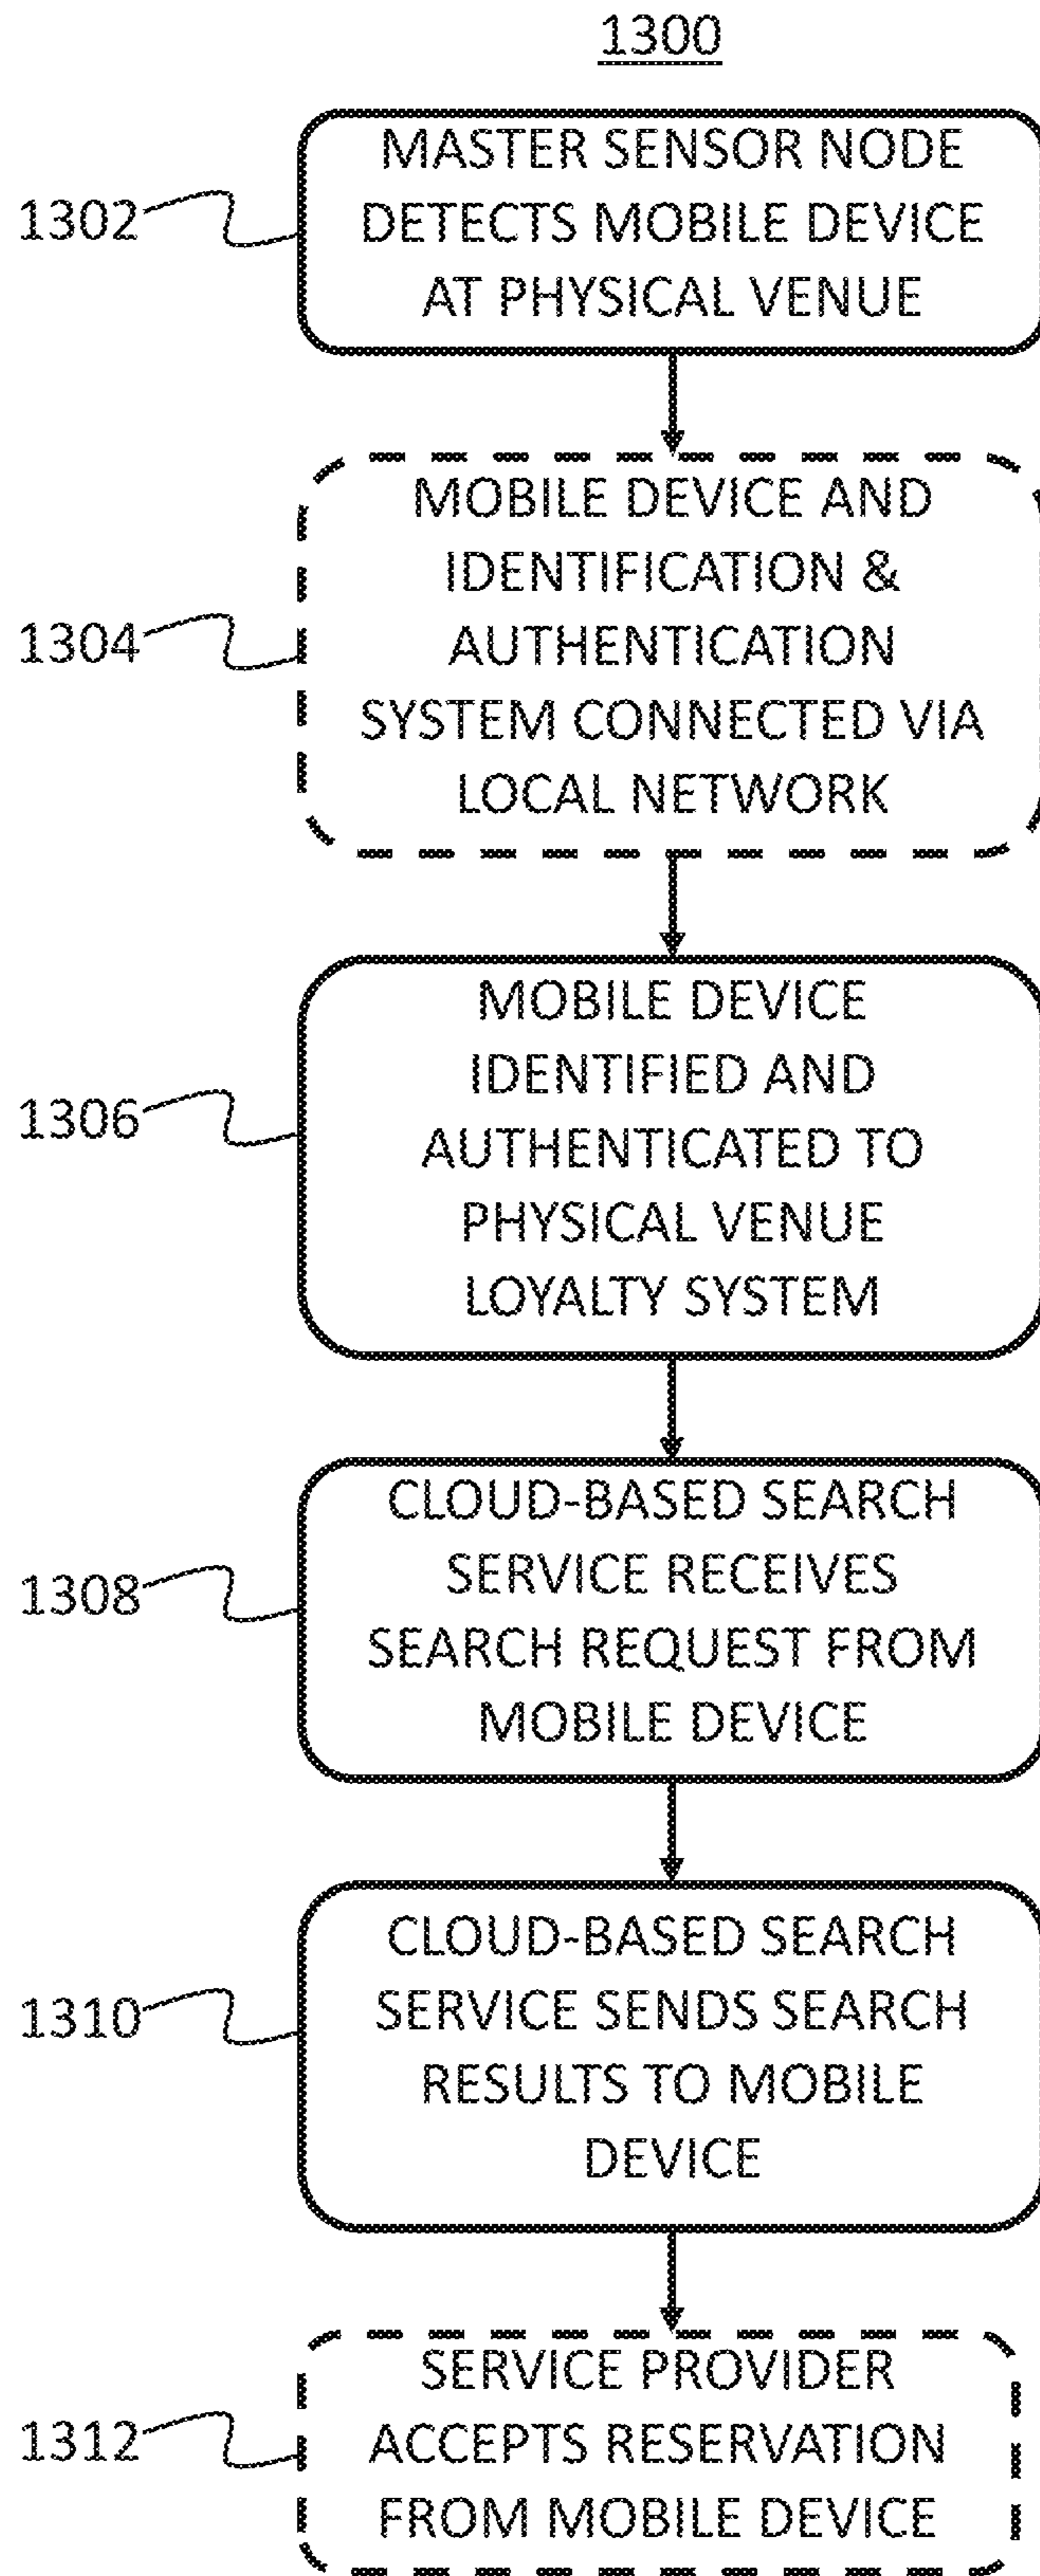 1300
MASTER SENSOR NODE
DETECTS MOBILE DEVICE
AT PHYSICAL VENUE
1302
MOBILE DEVICE AND
IDENTIFICATION &
AUTHENTICATION
SYSTEM CONNECTED VIA
LOCAL NETWORK
1304
MOBILE DEVICE
IDENTIFIED AND
AUTHENTICATED TO
PHYSICAL VENUE
LOYALTY SYSTEM
1306
CLOUD-BASED SEARCH
SERVICE RECEIVES
SEARCH REQUEST FROM
MOBILE DEVICE
1308
CLOUD-BASED SEARCH
SERVICE SENDS SEARCH
RESULTS TO MOBILE
DEVICE
1310
SERVICE PROVIDER
ACCEPTS RESERVATION
FROM MOBILE DEVICE
1312